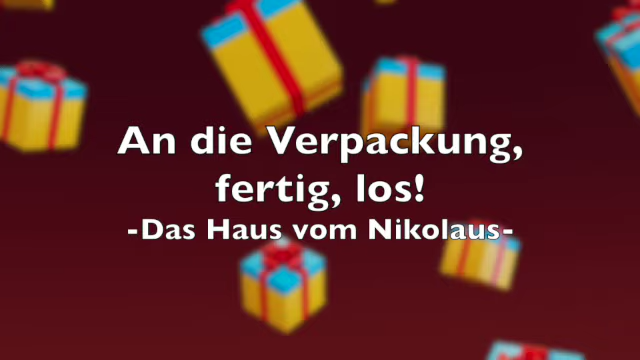 An die Verpackung,
fertig, los!
-Das Haus vom Nikolaus-